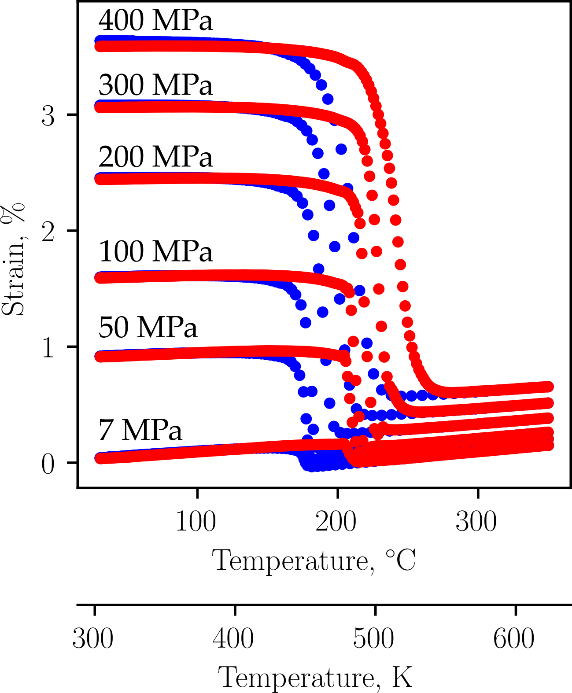 400 MPa
300 MPa
200 MPa
100 MPa
50 MPa
7 MPa
3
2
1
0
Strain, %
100 200 300
Temperature, °C
300 400 500 600
Temperature, K